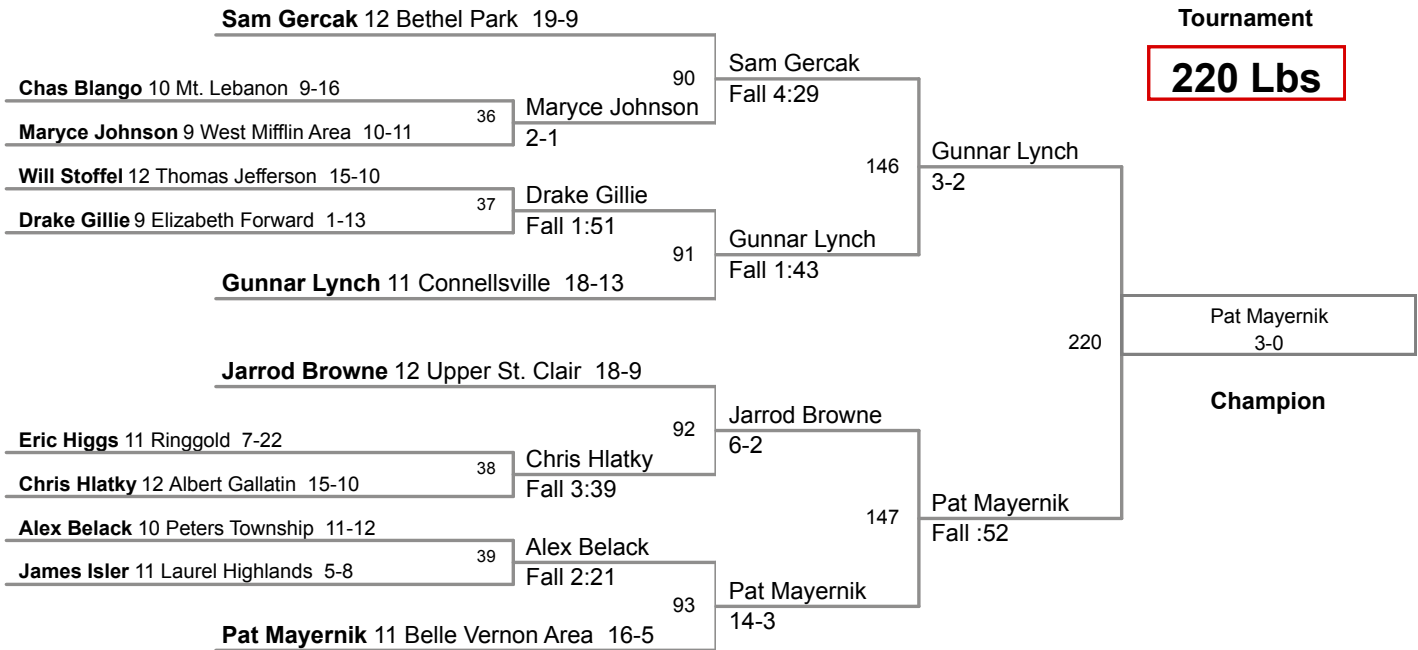 Sam Gercak 12 Bethel Park 19-9
Tournament
220 Lbs
Chas Blango 10 Mt. Lebanon 9-16
Maryce Johnson 9 West Mifflin Area 10-11
36
Maryce Johnson
2-1
90
Sam Gercak
Fall 4:29
Will Stoffel 12 Thomas Jefferson 15-10
Drake Gillie 9 Elizabeth Forward 1-13
37
Drake Gillie
Fall 1:51
Gunnar Lynch 11 Connellsville 18-13
91
Gunnar Lynch
Fall 1:43
146
Gunnar Lynch
3-2
Jarrod Browne 12 Upper St. Clair 18-9
Eric Higgs 11 Ringgold 7-22
Chris Hlatky 12 Albert Gallatin 15-10
38
Chris Hlatky
Fall 3:39
92
Jarrod Browne
6-2
Alex Belack 10 Peters Township 11-12
James Isler 11 Laurel Highlands 5-8
39
Alex Belack
Fall 2:21
Pat Mayernik 11 Belle Vernon Area 16-5
93
Pat Mayernik
14-3
147
Pat Mayernik
Fall :52
220
Pat Mayernik
3-0
Champion